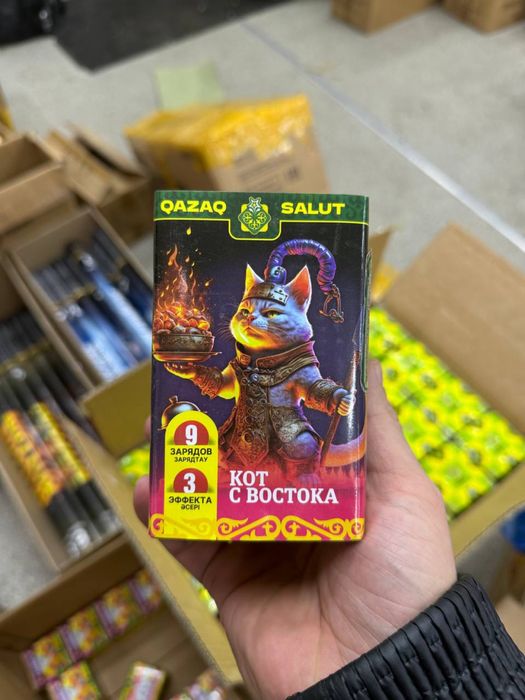 QAZAQ SALUT
9
ЗАРЯДОВ
ЗАРЯДТАУ
3
ЭФФЕКТА
ӘСЕРІ
КОТ
С ВОСТОКА